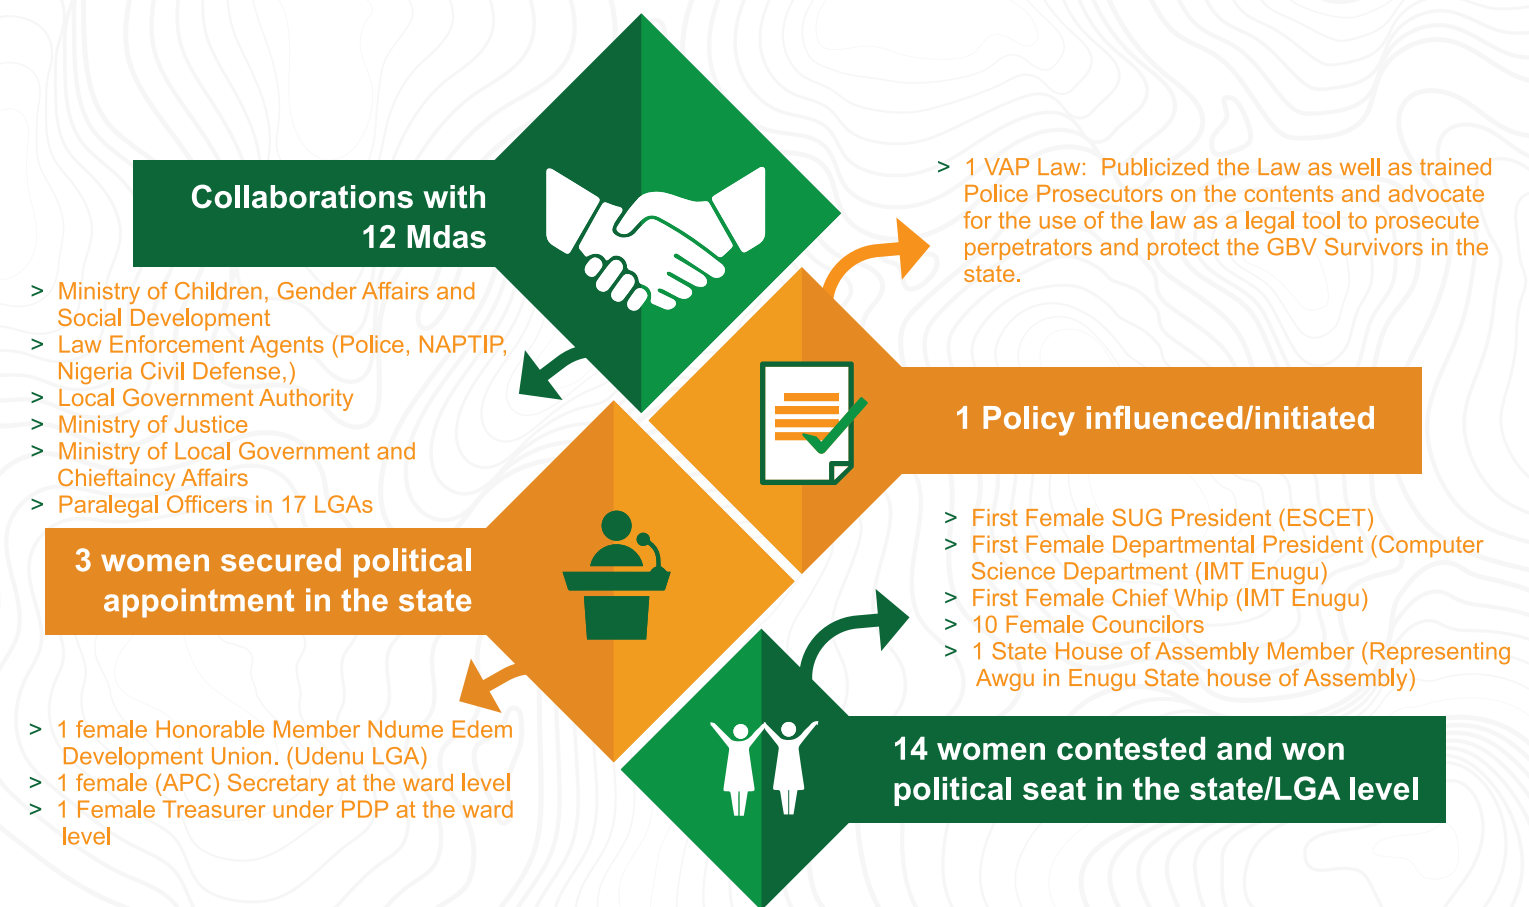 Collaborations with
12 Mdas
> Ministry of Children, Gender Affairs and
Social Development
> Law Enforcement Agents (Police, NAPTIP,
Nigeria Civil Defense,)
> Local Government Authority
> Ministry of Justice
> Ministry of Local Government and
Chieftaincy Affairs
> Paralegal Officers in 17 LGAs
> 1 VAP Law: Publicized the Law as well as trained
Police Prosecutors on the contents and advocate
for the use of the law as a legal tool to prosecute
perpetrators and protect the GBV Survivors in the
state.
1 Policy influenced/initiated
3 women secured political
appointment in the state
> 1 female Honorable Member Ndume Edem
Development Union. (Udenu LGA)
> 1 female (APC) Secretary at the ward level
> 1 Female Treasurer under PDP at the ward
level
> First Female SUG President (ESCET)
> First Female Departmental President (Computer
Science Department (IMT Enugu)
> First Female Chief Whip (IMT Enugu)
> 10 Female Councilors
> 1 State House of Assembly Member (Representing
Awgu in Enugu State house of Assembly)
14 women contested and won
political seat in the state/LGA level